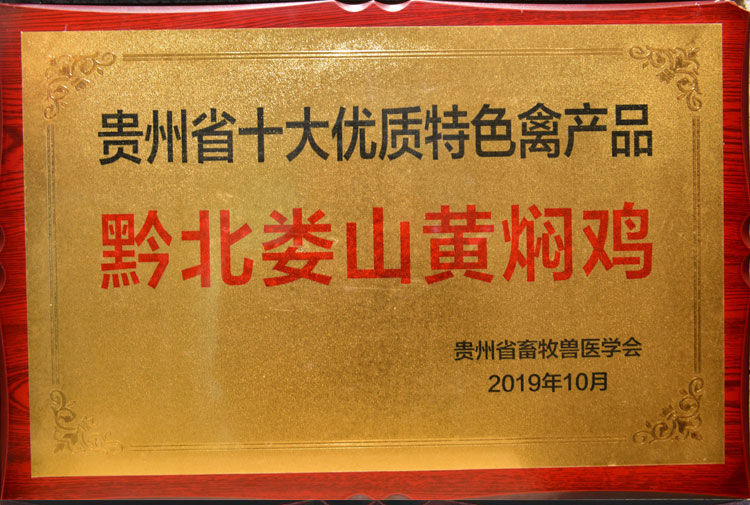 贵州省十大优质特色禽产品
黔北娄山黄焖鸡
贵州省畜牧兽医学会
2019年10月